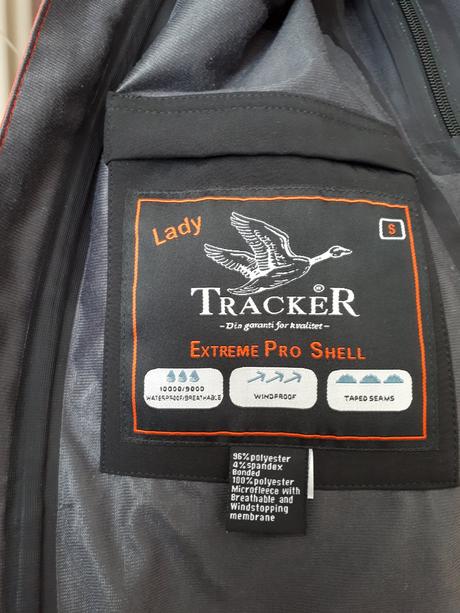 Lady
S
TRACKER®
-Din garanti for kvalitet-
EXTREME PRO SHELL
10000/9000
WATERPROOF/BREATHABLE
WINDPROOF
TAPED SEAMS
96%polyester
4%spandex
Bonded
100%polyester
Microfleece with
Breathable and
Windstopping
membrane